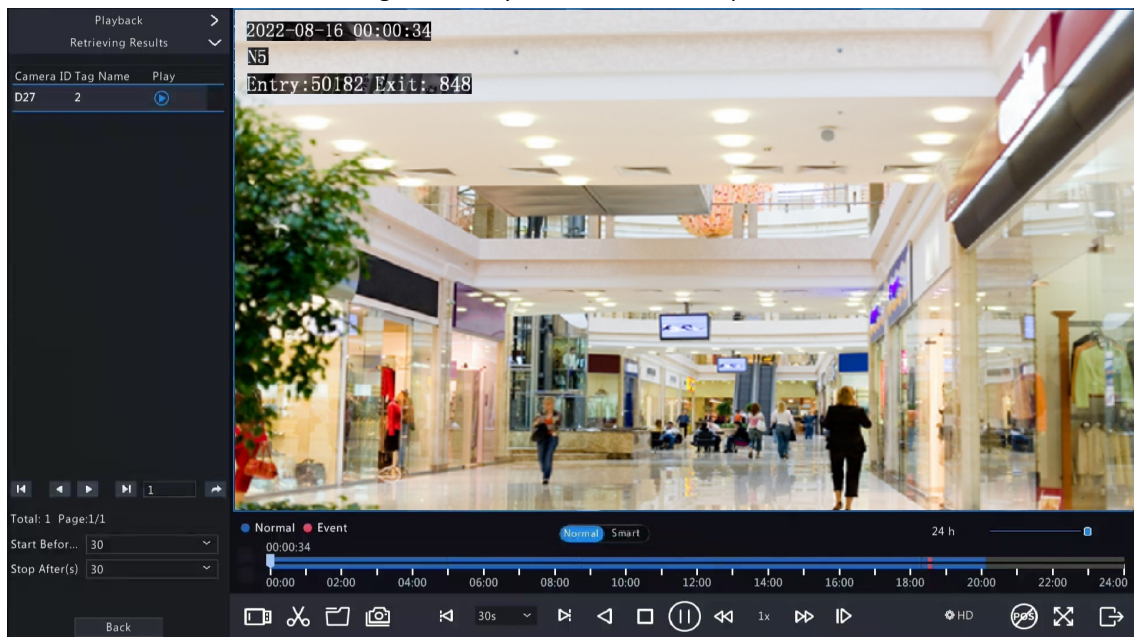 Playback
Retrieving Results
Camera ID Tag Name Play
D27 2
1
Total: 1 Page:1/1
Start Befor... 30
Stop After(s) 30
Back
2022-08-16 00:00:34
N5
Entry:50182 Exit: 848
Normal Event
Normal Smart
24 h
00:00:34
00:00 02:00 04:00 06:00 08:00 10:00 12:00 14:00 16:00 18:00 20:00 22:00 24:00
30s
1x
HD
POS